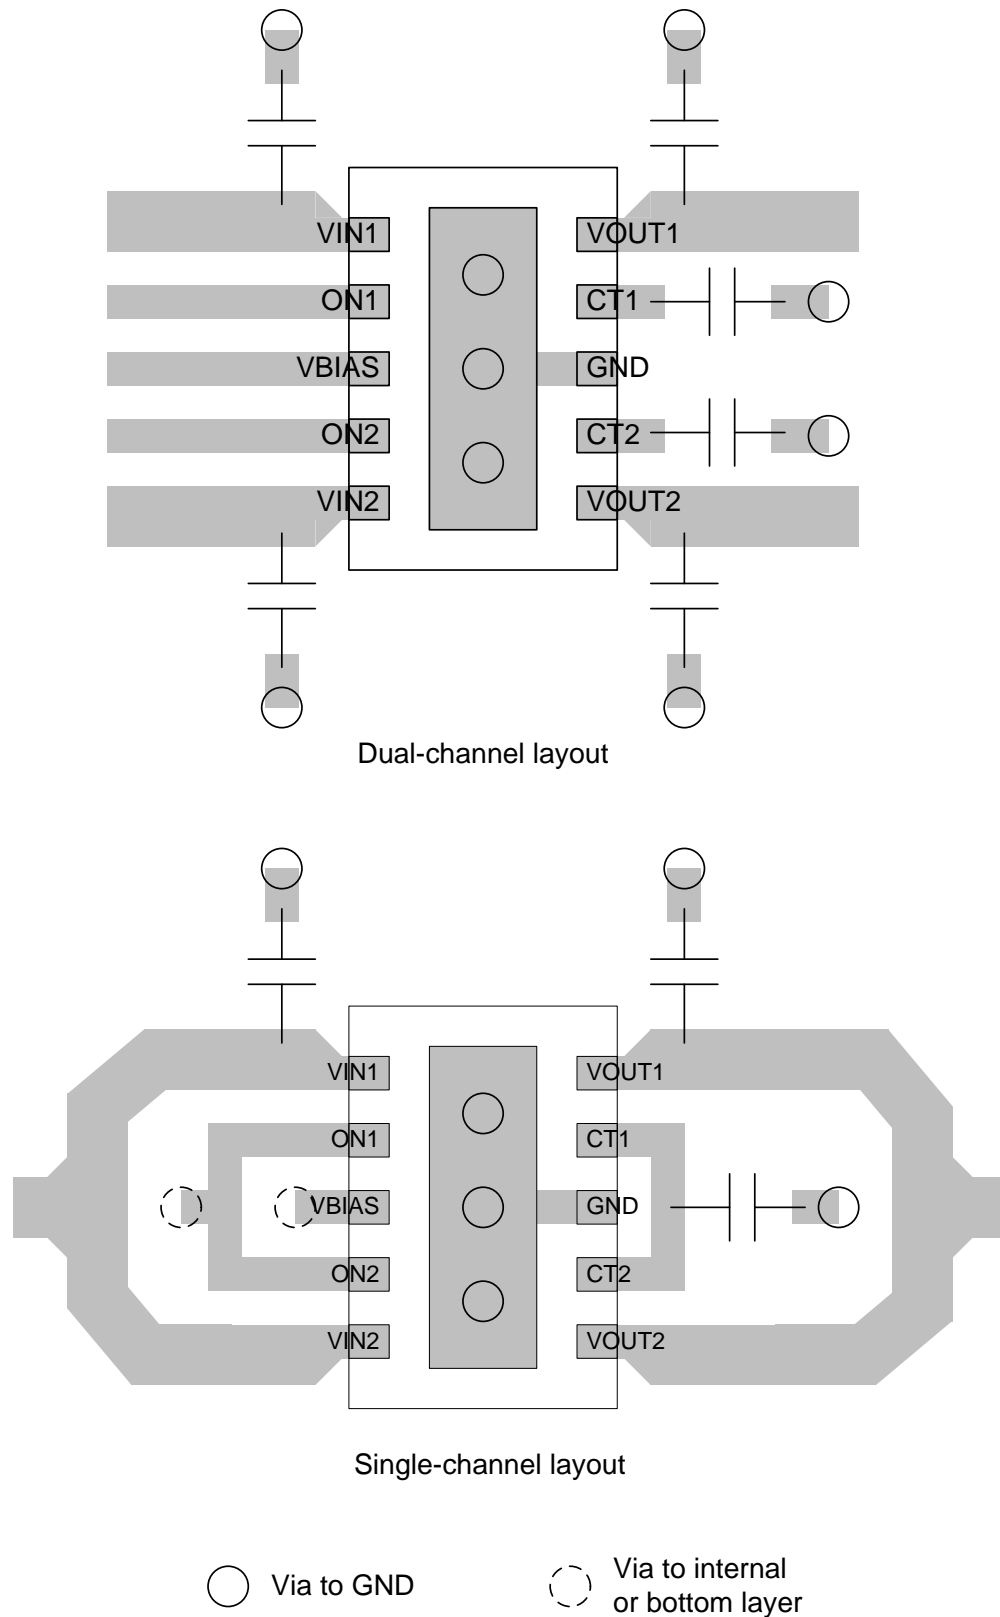 VIN1 VOUT1
ON1 CT1
VBIAS GND
ON2 CT2
VIN2 VOUT2
Dual-channel layout
VIN1 VOUT1
ON1 CT1
VBIAS GND
ON2 CT2
VIN2 VOUT2
Single-channel layout
Via to GND
Via to internal
or bottom layer